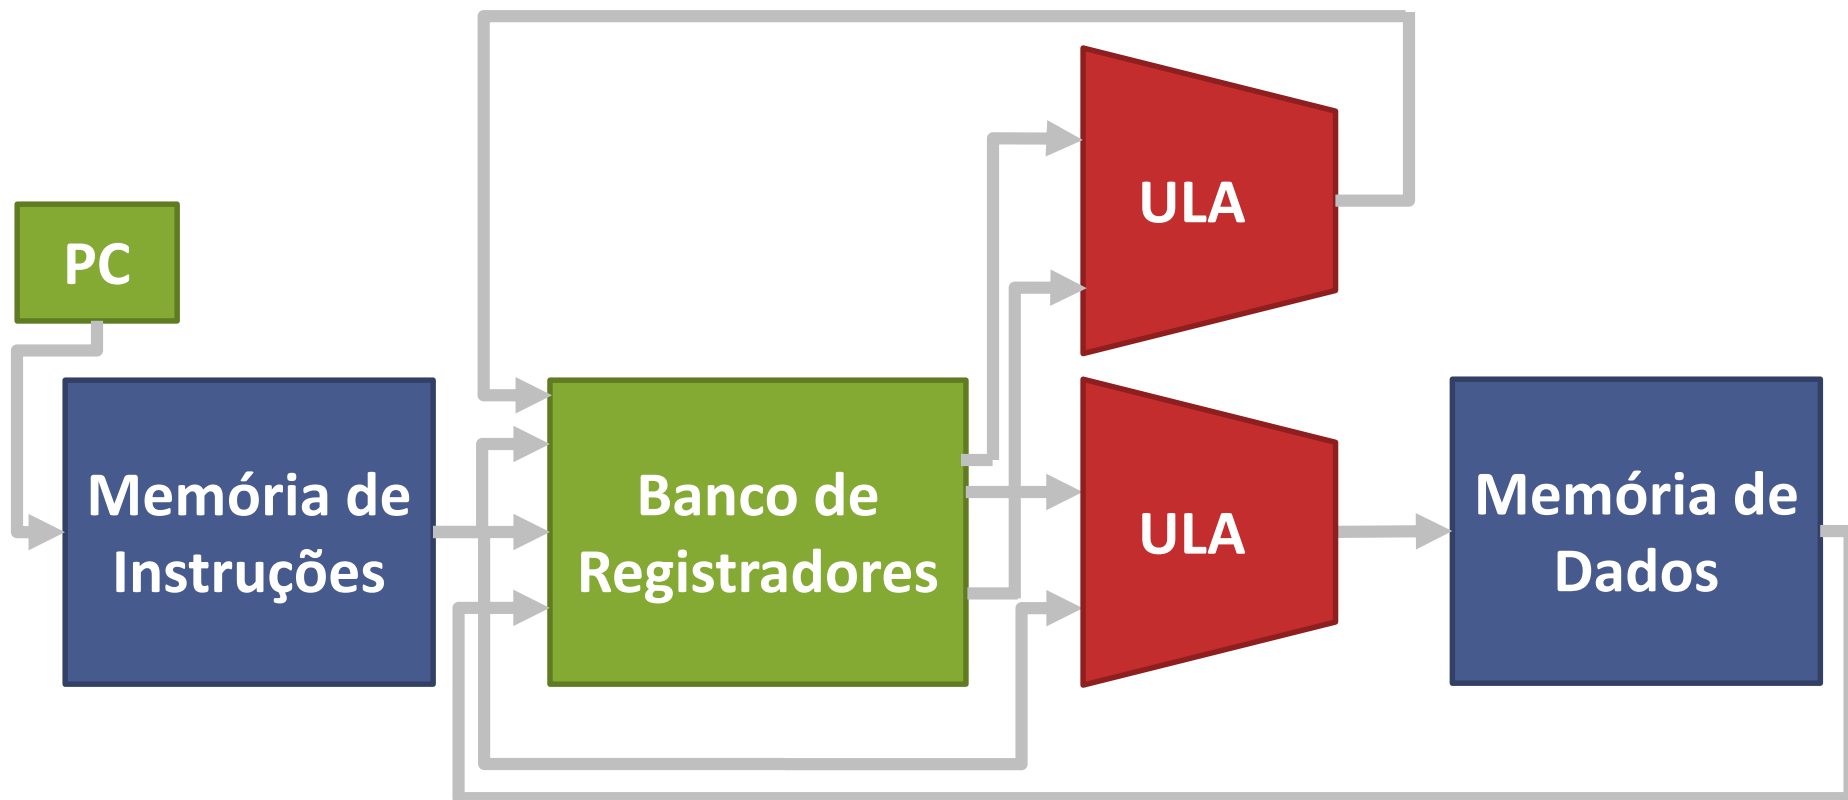 ULA
PC
Memória de
Instruções
Banco de
Registradores
ULA
Memória de
Dados